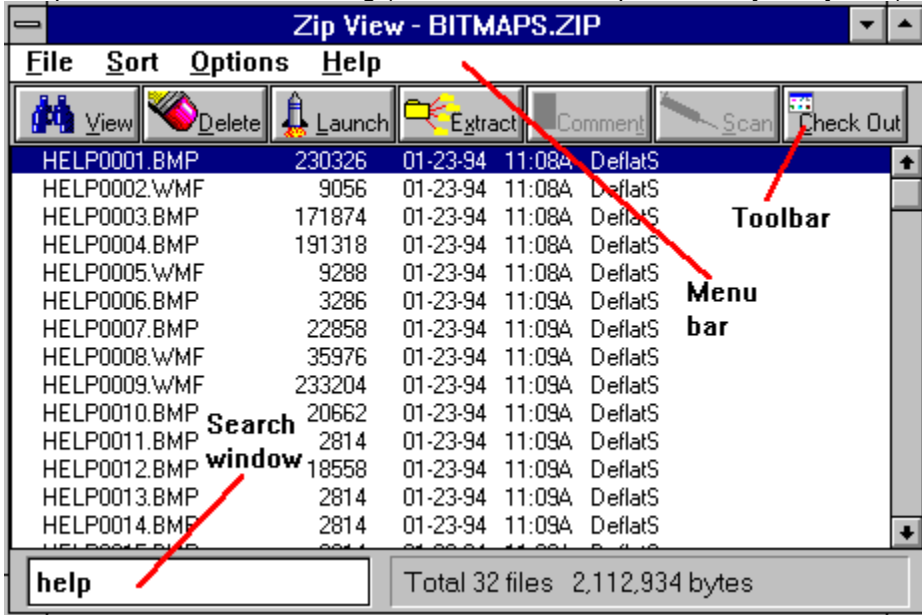 Zip View - BITMAPS.ZIP
File Sort Options Help
View Delete Launch Extract Comment Scan Check Out
HELP0001.BMP 230326 01-23-94 11:08A DeflatS
HELP0002.WMF 9056 01-23-94 11:08A DeflatS
HELP0003.BMP 171874 01-23-94 11:08A DeflatS
Toolbar
HELP0004.BMP 191318 01-23-94 11:08A DeflatS
HELP0005.WMF 9288 01-23-94 11:08A DeflatS
Menu
HELP0006.BMP 3286 01-23-94 11:09A DeflatS
bar
HELP0007.BMP 22858 01-23-94 11:09A DeflatS
HELP0008.WMF 35976 01-23-94 11:09A DeflatS
HELP0009.WMF 233204 01-23-94 11:09A DeflatS
HELP0010.BMP 20662 01-23-94 11:09A DeflatS
Search
HELP0011.BMP 2814 01-23-94 11:09A DeflatS
window
HELP0012.BMP 18558 01-23-94 11:09A DeflatS
HELP0013.BMP 2814 01-23-94 11:09A DeflatS
HELP0014.BMP 2814 01-23-94 11:09A DeflatS
help
Total 32 files 2,112,934 bytes